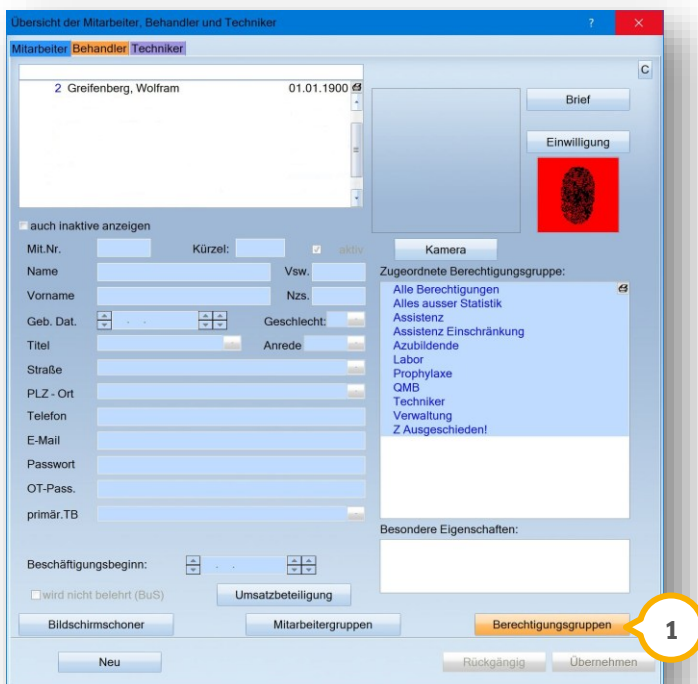 Übersicht der Mitarbeiter, Behandler und Techniker ?
Mitarbeiter Behandler Techniker
C
2 Greifenberg, Wolfram 01.01.1900
Brief
Einwilligung
auch inaktive anzeigen
Mit.Nr. Kürzel: aktiv
Kamera
Name Vsw.
Vorname Nzs.
Geb. Dat. . . Geschlecht:
Titel Anrede
Straße
PLZ - Ort
Telefon
E-Mail
Passwort
OT-Pass.
primär.TB
Zugeordnete Berechtigungsgruppe:
Alle Berechtigungen
Alles ausser Statistik
Assistenz
Assistenz Einschränkung
Azubildende
Labor
Prophylaxe
QMB
Techniker
Verwaltung
Z Ausgeschieden!
Besondere Eigenschaften:
Beschäftigungsbeginn: . .
wird nicht belehrt (BuS) Umsatzbeteiligung
Bildschirmschoner Mitarbeitergruppen Berechtigungsgruppen 1
Neu Rückgängig Übernehmen